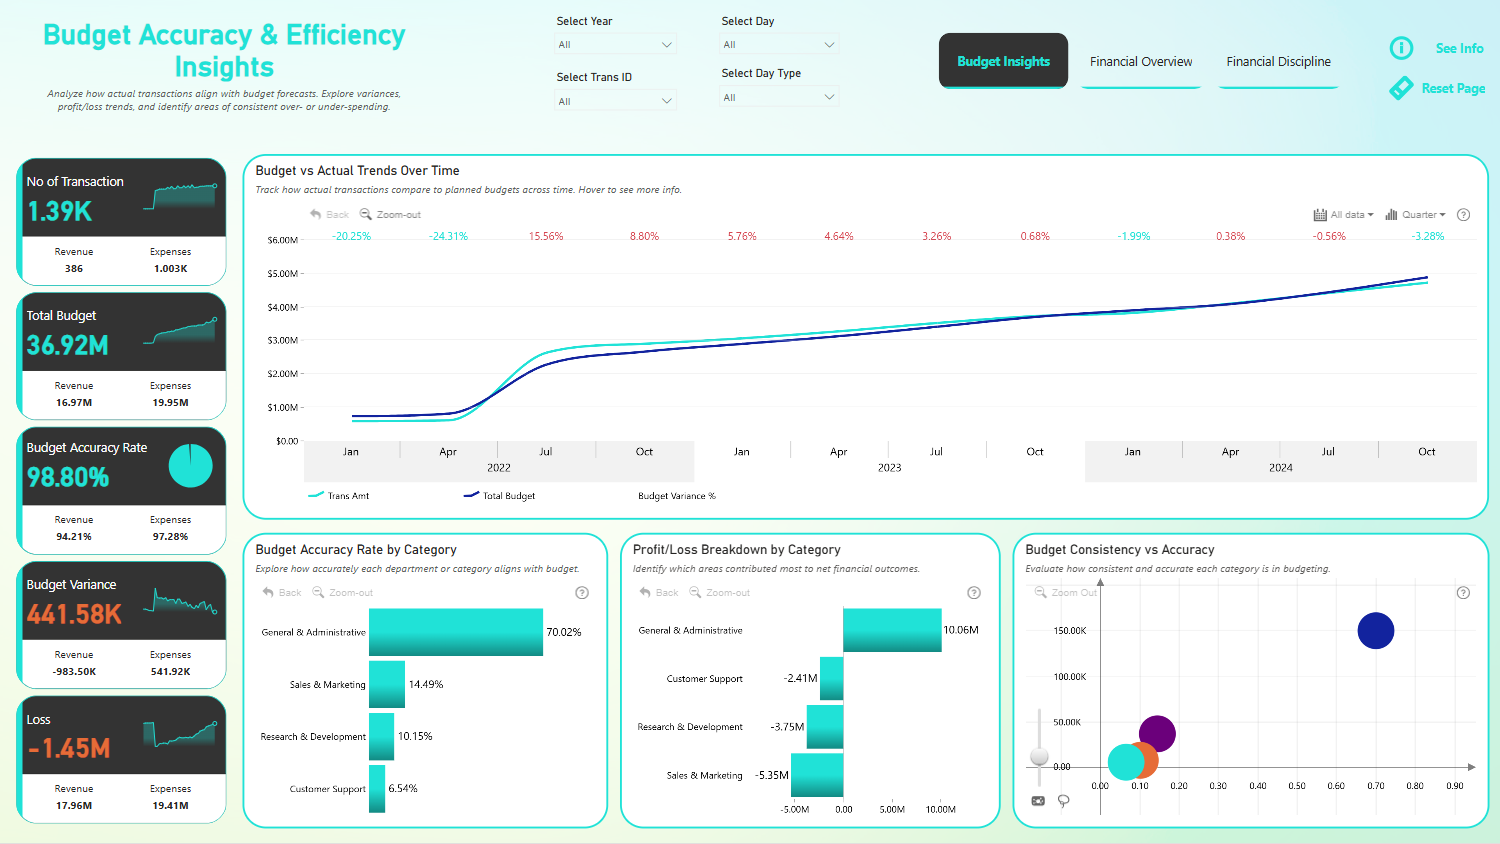 Budget Accuracy & Efficiency
Insights
Analyze how actual transactions align with budget forecasts. Explore variances,
profit/loss trends, and identify areas of consistent over- or under-spending.
Select Year
All
Select Day
All
Select Trans ID
All
Select Day Type
All
Budget Insights
Financial Overview
Financial Discipline
See Info
Reset Page
No of Transaction
1.39K
Revenue Expenses
386 1.003K
Total Budget
36.92M
Revenue Expenses
16.97M 19.95M
Budget Accuracy Rate
98.80%
Revenue Expenses
94.21% 97.28%
Budget Variance
441.58K
Revenue Expenses
-983.50K 541.92K
Loss
-1.45M
Revenue Expenses
17.96M 19.41M
Budget vs Actual Trends Over Time
Track how actual transactions compare to planned budgets across time. Hover to see more info.
Back Zoom-out All data Quarter ?
-20.25% -24.31% 15.56% 8.80% 5.76% 4.64% 3.26% 0.68% -1.99% 0.38% -0.56% -3.28%
$6.00M
$5.00M
$4.00M
$3.00M
$2.00M
$1.00M
$0.00
Jan Apr Jul Oct Jan Apr Jul Oct Jan Apr Jul Oct
2022 2023 2024
Trans Amt Total Budget Budget Variance %
Budget Accuracy Rate by Category
Explore how accurately each department or category aligns with budget.
Back Zoom-out ?
General & Administrative 70.02%
Sales & Marketing 14.49%
Research & Development 10.15%
Customer Support 6.54%
Profit/Loss Breakdown by Category
Identify which areas contributed most to net financial outcomes.
Back Zoom-out ?
General & Administrative 10.06M
Customer Support -2.41M
Research & Development -3.75M
Sales & Marketing -5.35M
-5.00M 0.00 5.00M 10.00M
Budget Consistency vs Accuracy
Evaluate how consistent and accurate each category is in budgeting.
Zoom Out ?
150.00K
100.00K
50.00K
0.00
0.00 0.10 0.20 0.30 0.40 0.50 0.60 0.70 0.80 0.90